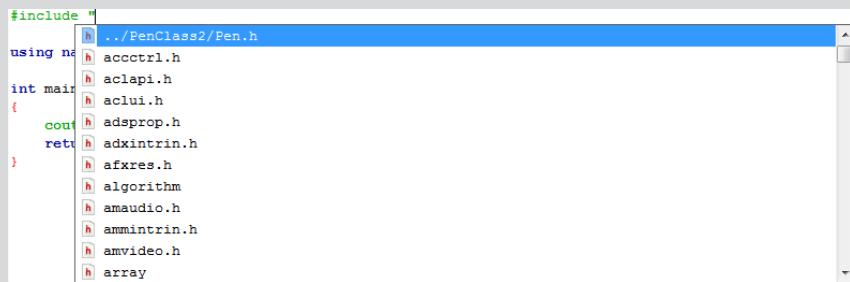 #include "
../PenClass2/Pen.h
accctrl.h
using na
aclapi.h
int main
aclui.h
{
adsprop.h
cout
adxintrin.h
retu
afxres.h
}
algorithm
amaudio.h
ammintrin.h
amvideo.h
array